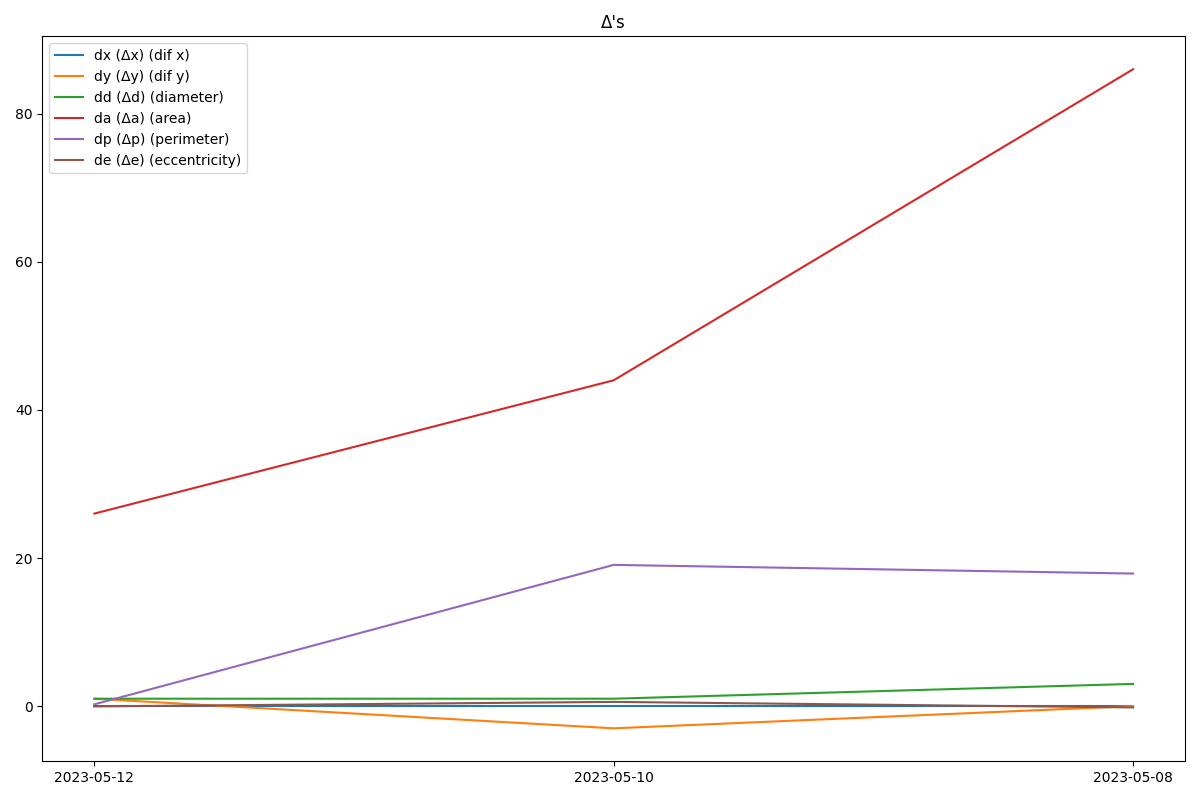 Δ's
dx (Δx) (dif x)
dy (Δy) (dif y)
dd (Δd) (diameter)
da (Δa) (area)
dp (Δp) (perimeter)
de (Δe) (eccentricity)
80
60
40
20
0
2023-05-12
2023-05-10
2023-05-08